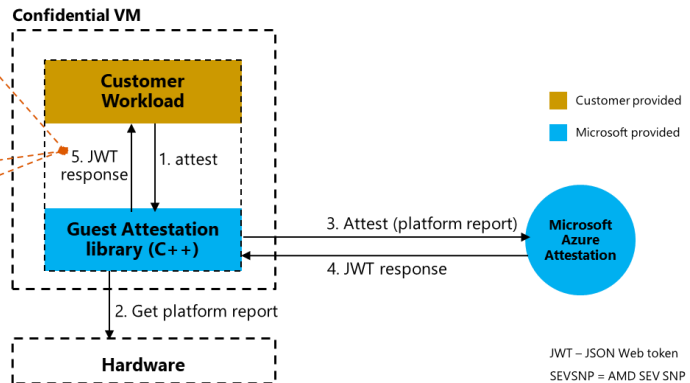 Confidential VM
Customer
Workload
Customer provided
Microsoft provided
5. JWT
response
1. attest
Guest Attestation
library (C++)
3. Attest (platform report)
4. JWT response
Microsoft
Azure
Attestation
2. Get platform report
Hardware
JWT – JSON Web token
SEVSNP = AMD SEV SNP